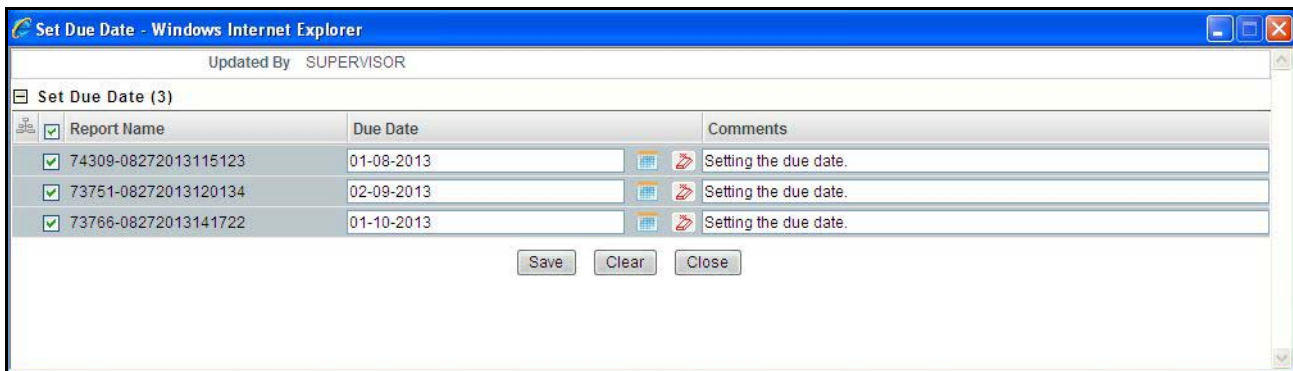 Set Due Date - Windows Internet Explorer
Updated By SUPERVISOR
Set Due Date (3)
Report Name Due Date Comments
74309-08272013115123 01-08-2013 Setting the due date.
73751-08272013120134 02-09-2013 Setting the due date.
73766-08272013141722 01-10-2013 Setting the due date.
Save Clear Close